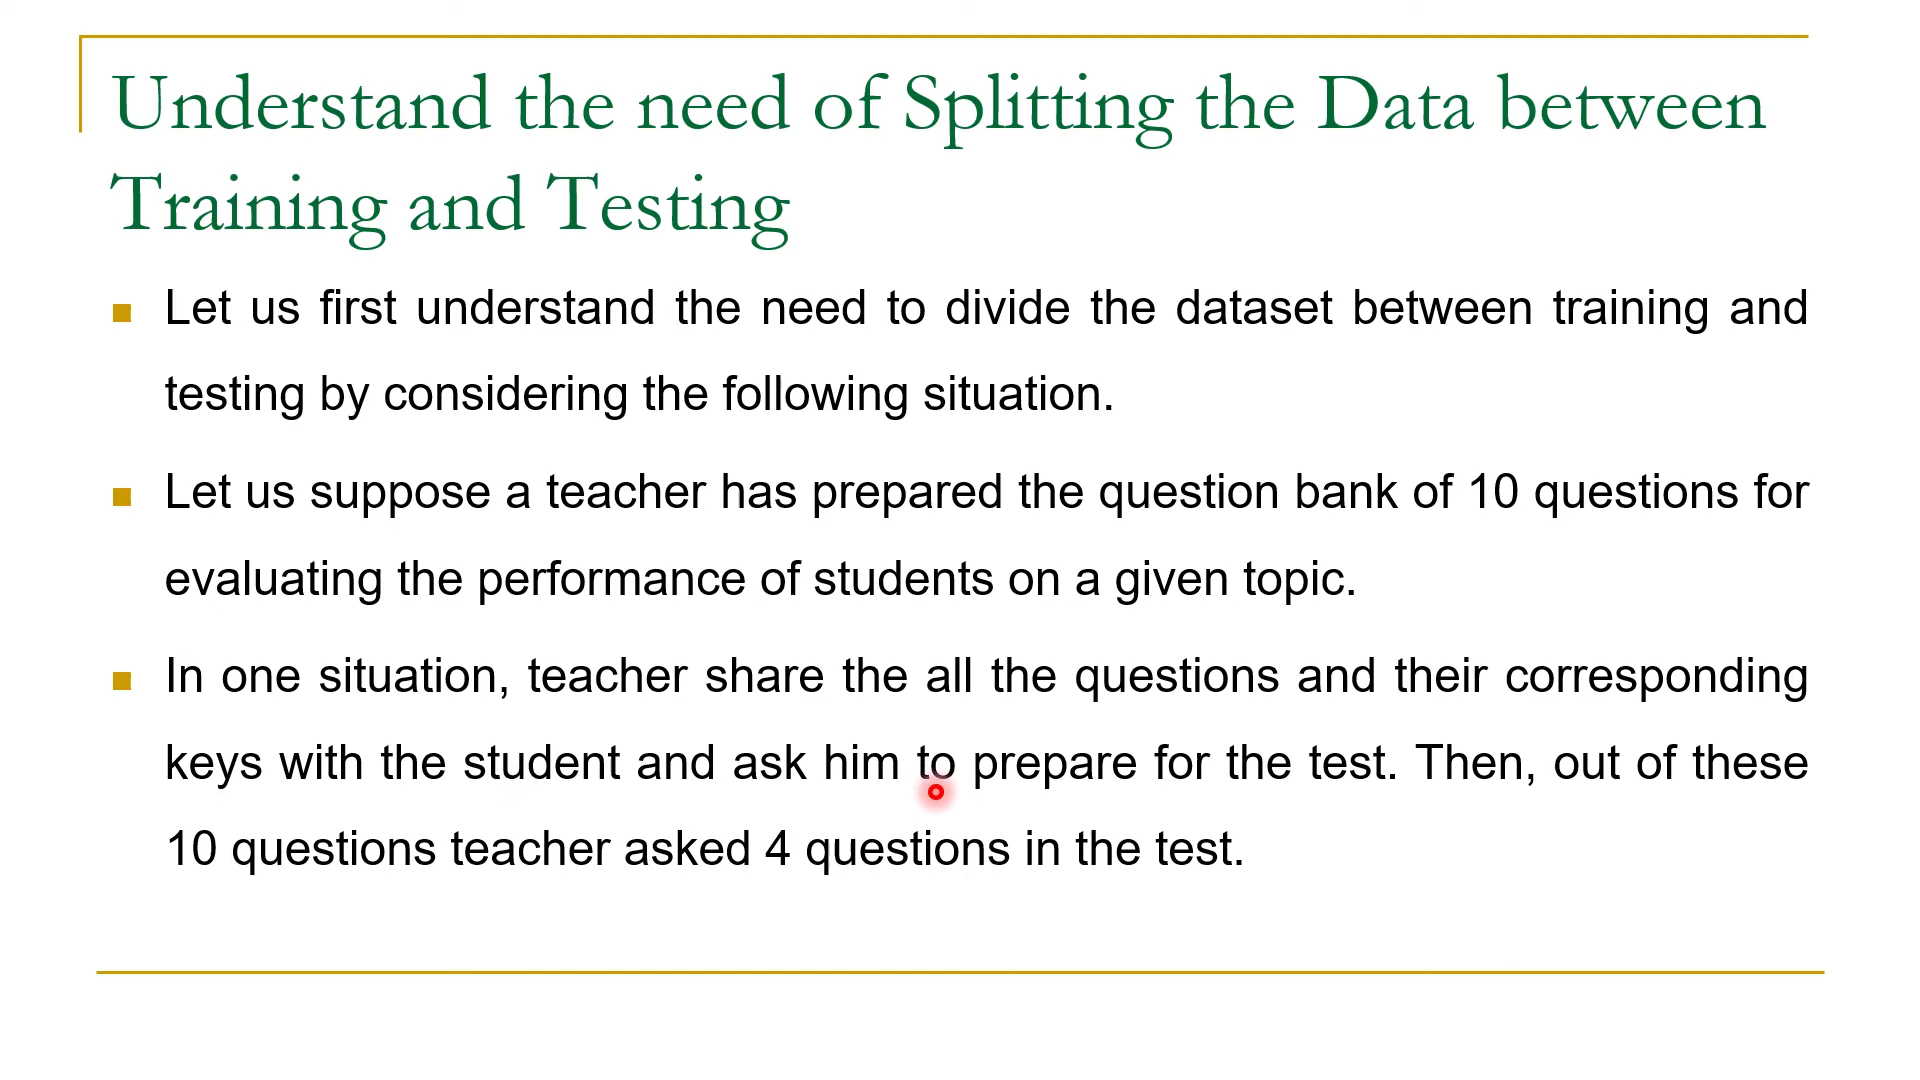 Understand the need of Splitting the Data between
Training and Testing
Let us first understand the need to divide the dataset between training and
testing by considering the following situation.
Let us suppose a teacher has prepared the question bank of 10 questions for
evaluating the performance of students on a given topic.
In one situation, teacher share the all the questions and their corresponding
keys with the student and ask him to prepare for the test. Then, out of these
10 questions teacher asked 4 questions in the test.